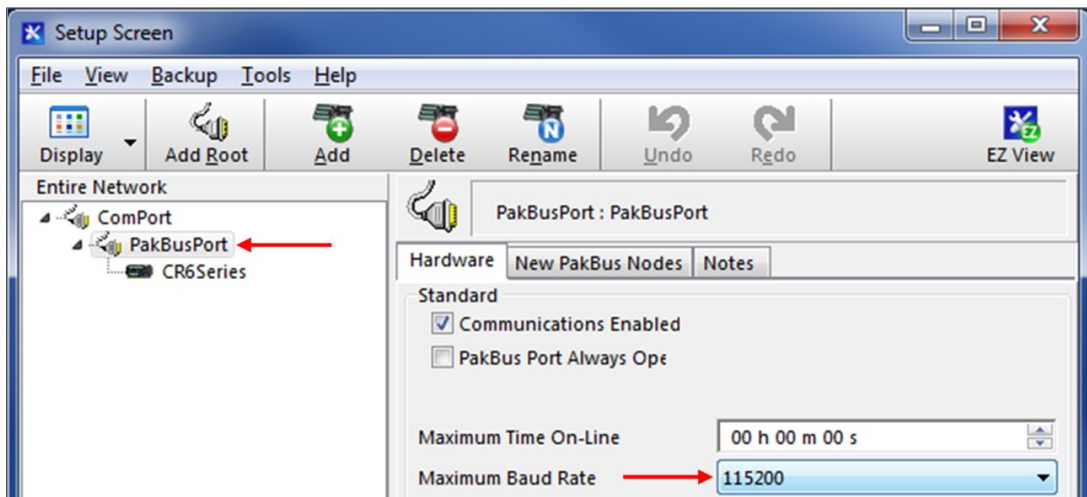 Setup Screen
File View Backup Tools Help
Display Add Root Add Delete Rename Undo Redo EZ View
Entire Network
ComPort
PakBusPort
CR6Series
PakBusPort : PakBusPort
Hardware New PakBus Nodes Notes
Standard
Communications Enabled
PakBus Port Always Ope
Maximum Time On-Line 00 h 00 m 00 s
Maximum Baud Rate 115200